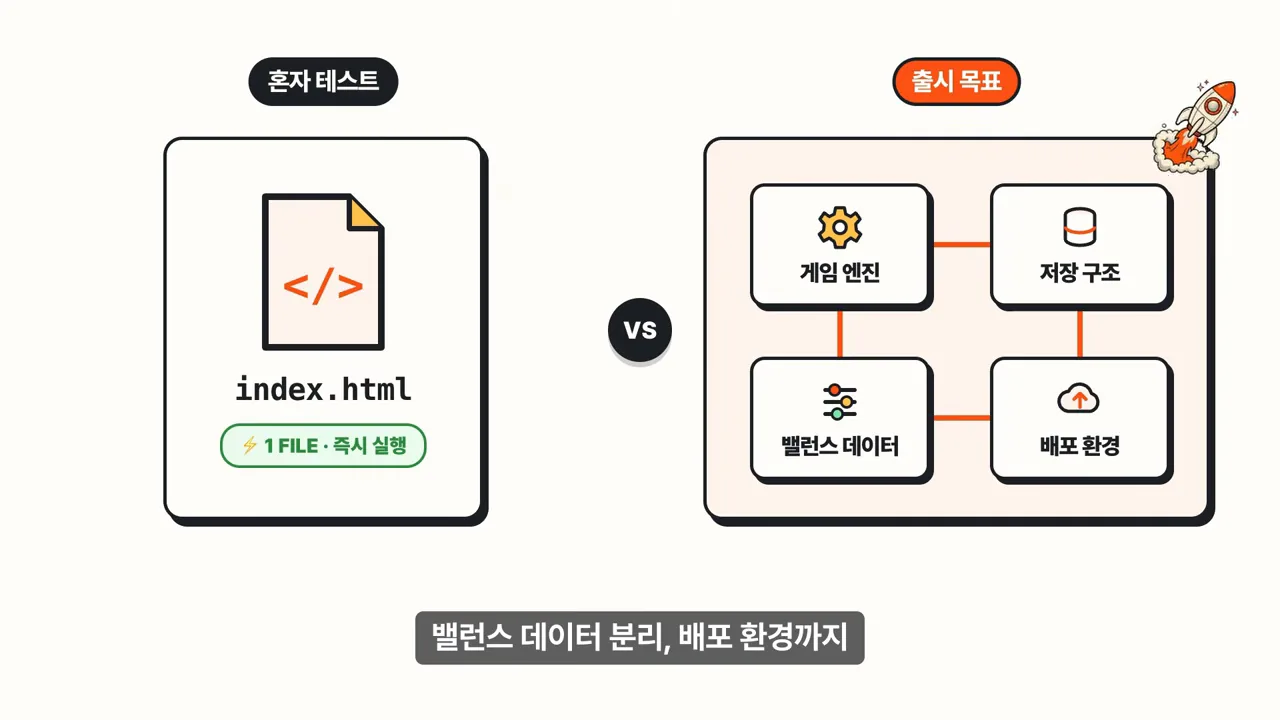 혼자 테스트
</>
index.html
⚡ 1 FILE · 즉시 실행
VS
출시 목표
게임 엔진
저장 구조
밸런스 데이터
배포 환경
밸런스 데이터 분리, 배포 환경까지